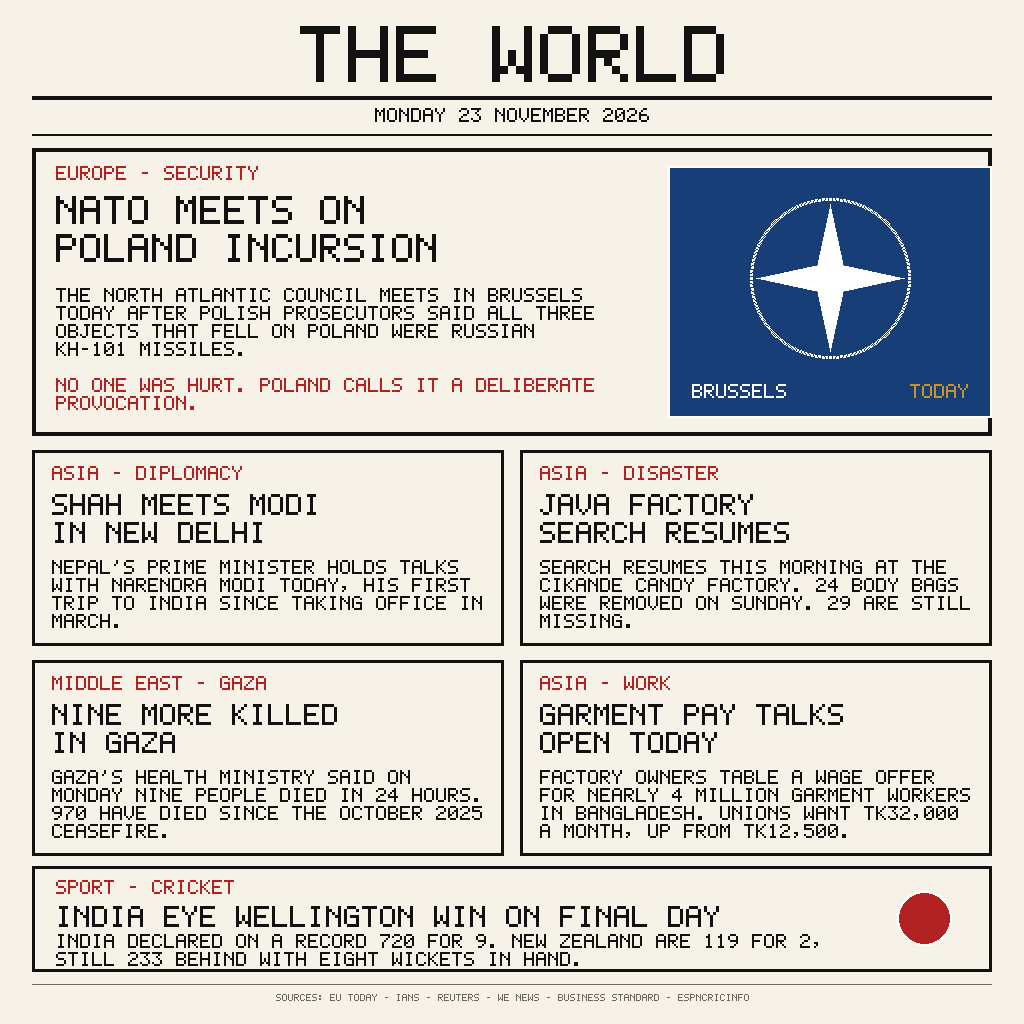 THE WORLD
MONDAY 23 NOVEMBER 2026
EUROPE - SECURITY
NATO MEETS ON
POLAND INCURSION
THE NORTH ATLANTIC COUNCIL MEETS IN BRUSSELS
TODAY AFTER POLISH PROSECUTORS SAID ALL THREE
OBJECTS THAT FELL ON POLAND WERE RUSSIAN
KH-101 MISSILES.
NO ONE WAS HURT. POLAND CALLS IT A DELIBERATE
PROVOCATION.
BRUSSELS TODAY
ASIA - DIPLOMACY
SHAH MEETS MODI
IN NEW DELHI
NEPAL'S PRIME MINISTER HOLDS TALKS
WITH NARENDRA MODI TODAY, HIS FIRST
TRIP TO INDIA SINCE TAKING OFFICE IN
MARCH.
ASIA - DISASTER
JAVA FACTORY
SEARCH RESUMES
SEARCH RESUMES THIS MORNING AT THE
CIKANDE CANDY FACTORY. 24 BODY BAGS
WERE REMOVED ON SUNDAY. 29 ARE STILL
MISSING.
MIDDLE EAST - GAZA
NINE MORE KILLED
IN GAZA
GAZA'S HEALTH MINISTRY SAID ON
MONDAY NINE PEOPLE DIED IN 24 HOURS.
970 HAVE DIED SINCE THE OCTOBER 2025
CEASEFIRE.
ASIA - WORK
GARMENT PAY TALKS
OPEN TODAY
FACTORY OWNERS TABLE A WAGE OFFER
FOR NEARLY 4 MILLION GARMENT WORKERS
IN BANGLADESH. UNIONS WANT TK32,000
A MONTH, UP FROM TK12,500.
SPORT - CRICKET
INDIA EYE WELLINGTON WIN ON FINAL DAY
INDIA DECLARED ON A RECORD 720 FOR 9. NEW ZEALAND ARE 119 FOR 2,
STILL 233 BEHIND WITH EIGHT WICKETS IN HAND.
SOURCES: EU TODAY - IANS - REUTERS - WE NEWS - BUSINESS STANDARD - ESPNCRICINFO